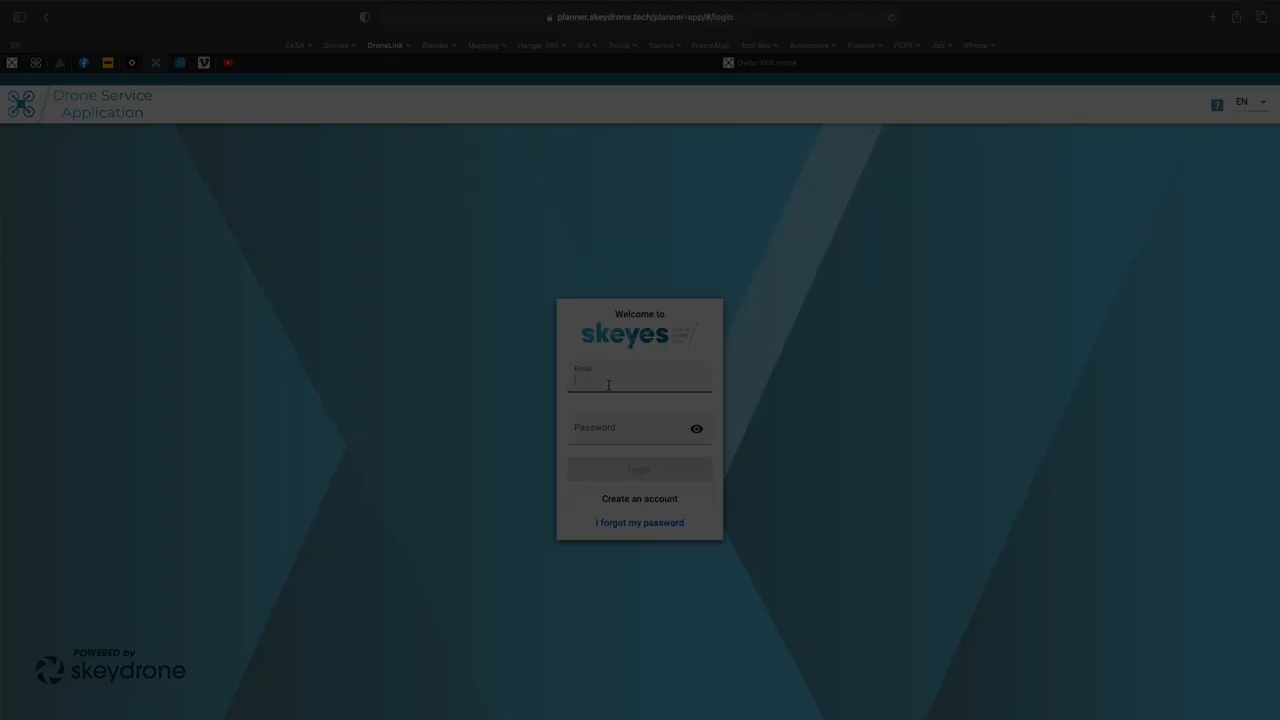 planner.skeydrone.tech/planner-app/#/login
EASA Drones DroneLink Blender Mapping Hangar 360 DJI Social Garmin ProtonMail Tool Box Automotive Finance FCPX Job iPhone
Drone Service
Application
EN
Welcome to
skeyes
Email
Password
Login
Create an account
I forgot my password
POWERED by
skeydrone